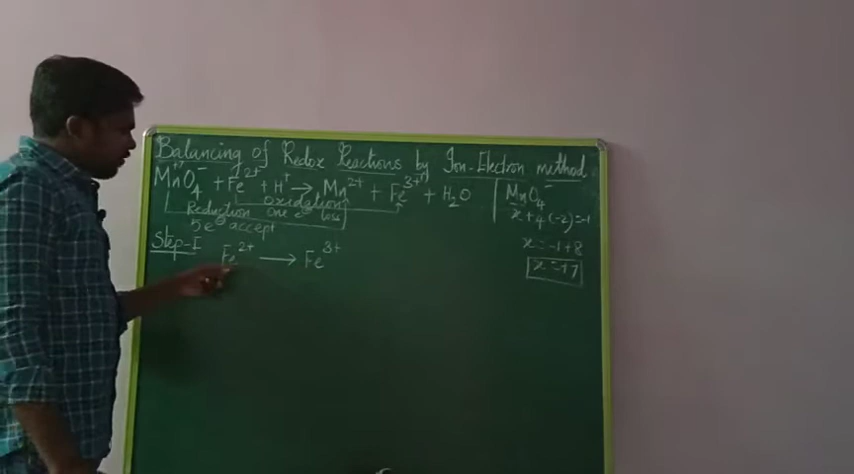 Balancing of Redox Reactions by Ion-Electron method
+7
MnO₄⁻ + Fe²⁺ + H⁺ → Mn²⁺ + Fe³⁺ + H₂O
Oxidation
Reduction one e⁻ loss
5e⁻ accept
Step-I
Fe²⁺ → Fe³⁺
MnO₄⁻
x + 4(-2) = -1
x = -1 + 8
x = +7